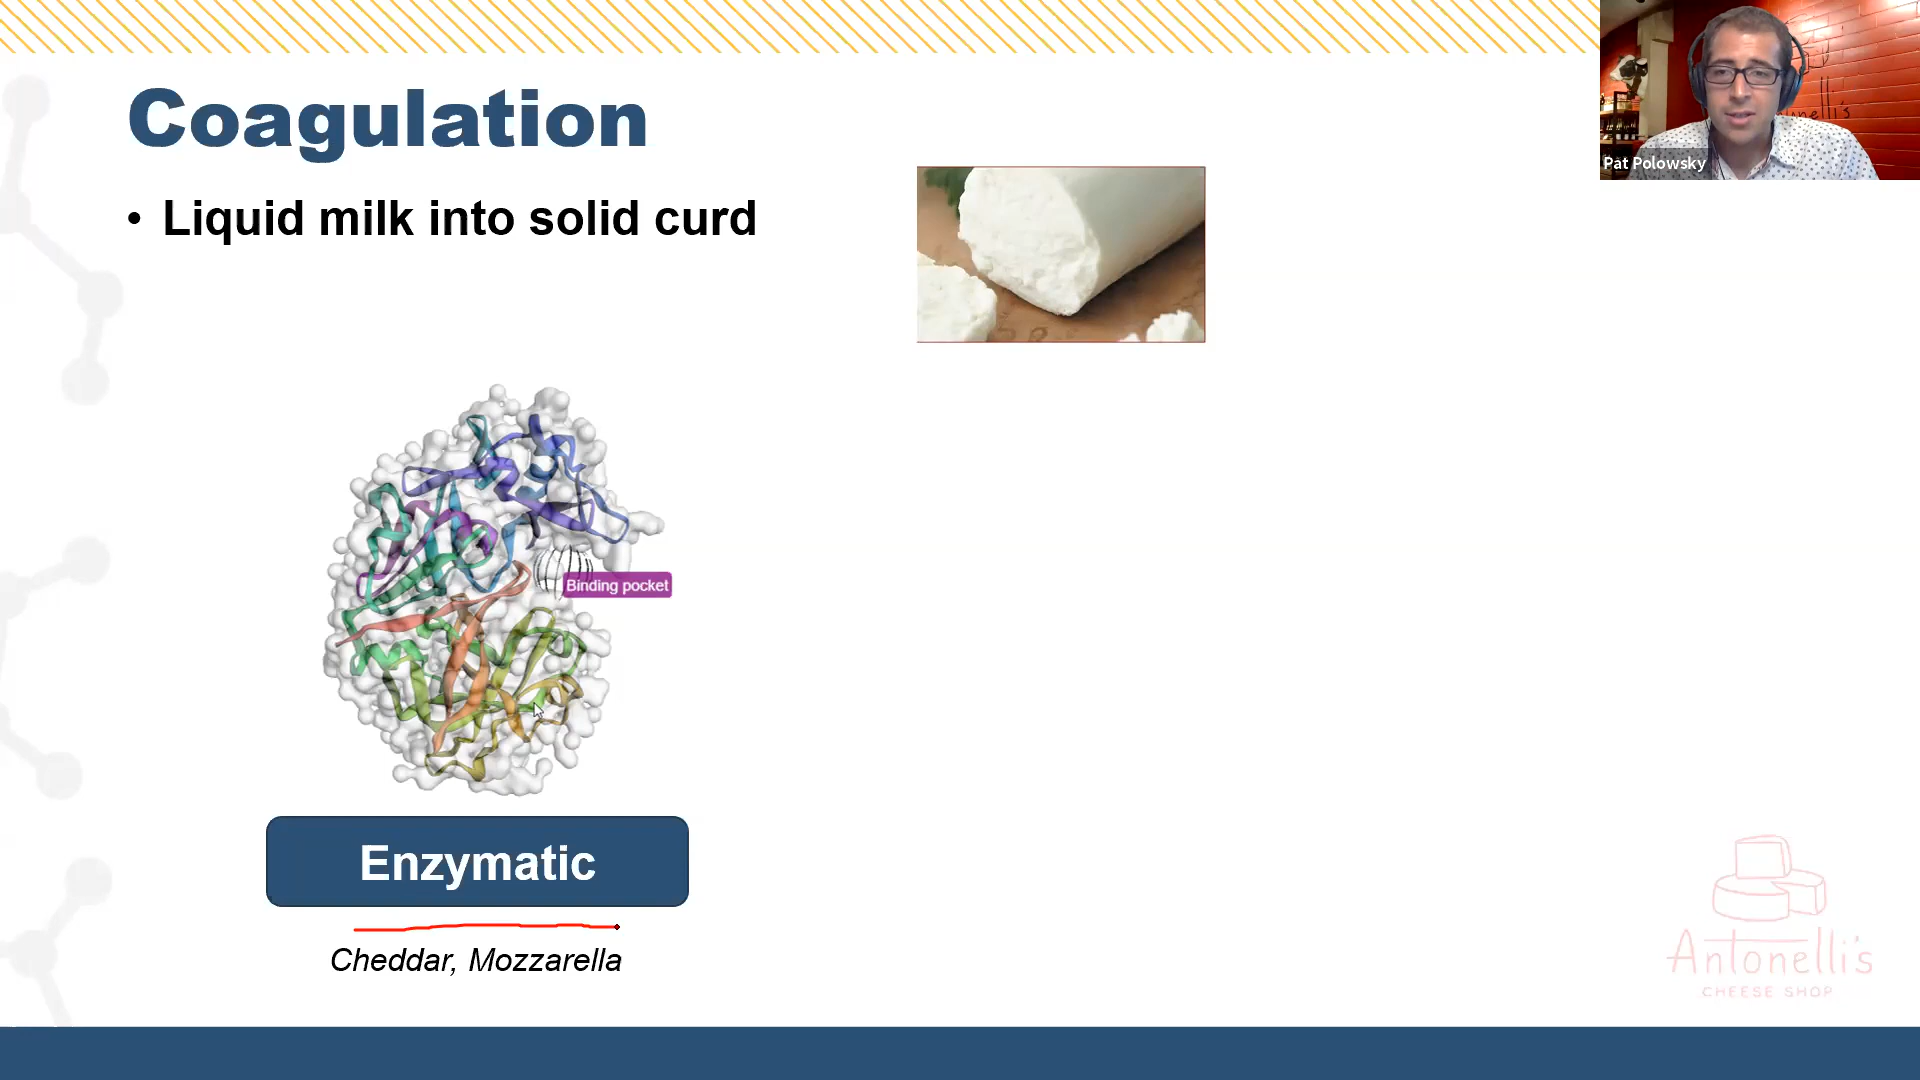 Coagulation
• Liquid milk into solid curd
Pat Polowsky
Binding pocket
Enzymatic
Cheddar, Mozzarella
Antonelli's
CHEESE SHOP